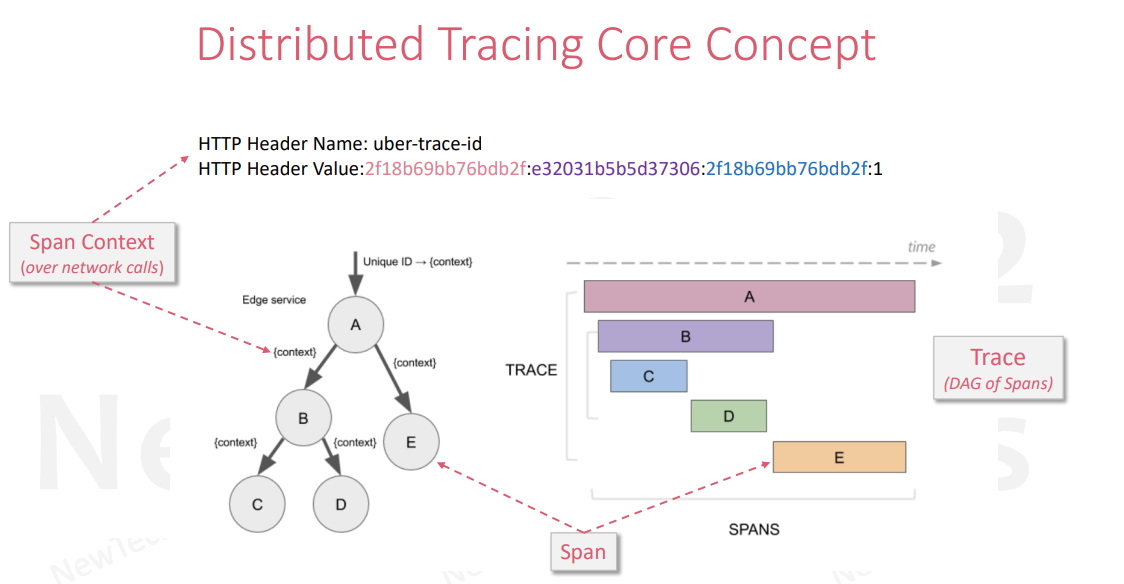 Distributed Tracing Core Concept
HTTP Header Name: uber-trace-id
HTTP Header Value:2f18b69bb76bdb2f:e32031b5b5d37306:2f18b69bb76bdb2f:1
Span Context
(over network calls)
Unique ID → {context}
Edge service
A
{context}
{context}
B
E
{context}
{context}
C
D
time
A
B
TRACE
C
D
E
SPANS
Trace
(DAG of Spans)
Span